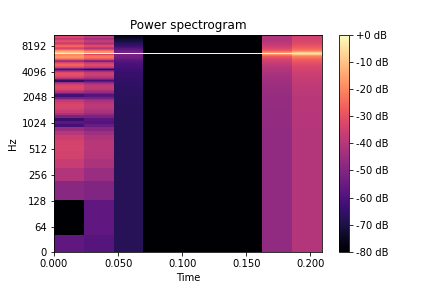 Power spectrogram
8192
4096
2048
1024
512
256
128
64
0
Hz
0.000 0.050 0.100 0.150 0.200
Time
+0 dB
-10 dB
-20 dB
-30 dB
-40 dB
-50 dB
-60 dB
-70 dB
-80 dB